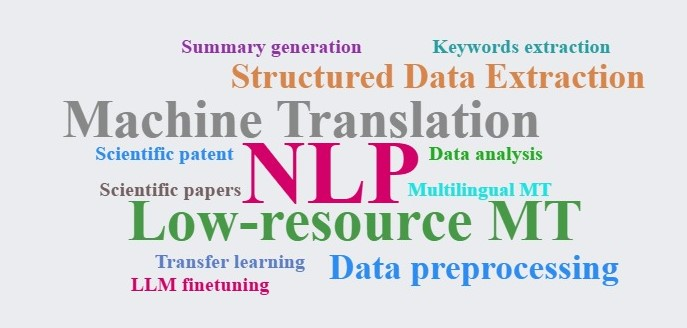 Summary generation
Keywords extraction
Structured Data Extraction
Machine Translation
Scientific patent
NLP
Data analysis
Scientific papers
Multilingual MT
Low-resource MT
Transfer learning
Data preprocessing
LLM finetuning